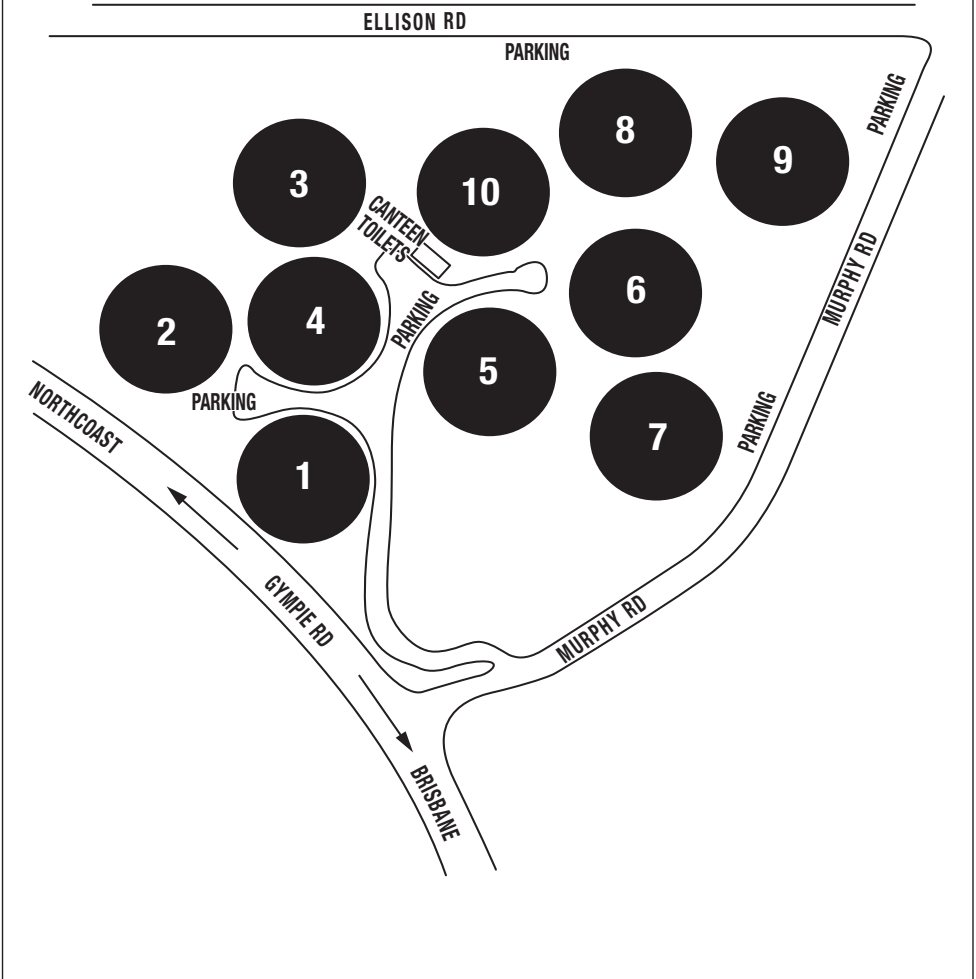 ELLISON RD
PARKING
PARKING
8
9
3
10
CANTEEN
TOILETS
MURPHY RD
6
PARKING
4
2
5
PARKING
NORTHCOAST
PARKING
7
1
GYMPIE RD
MURPHY RD
BRISBANE